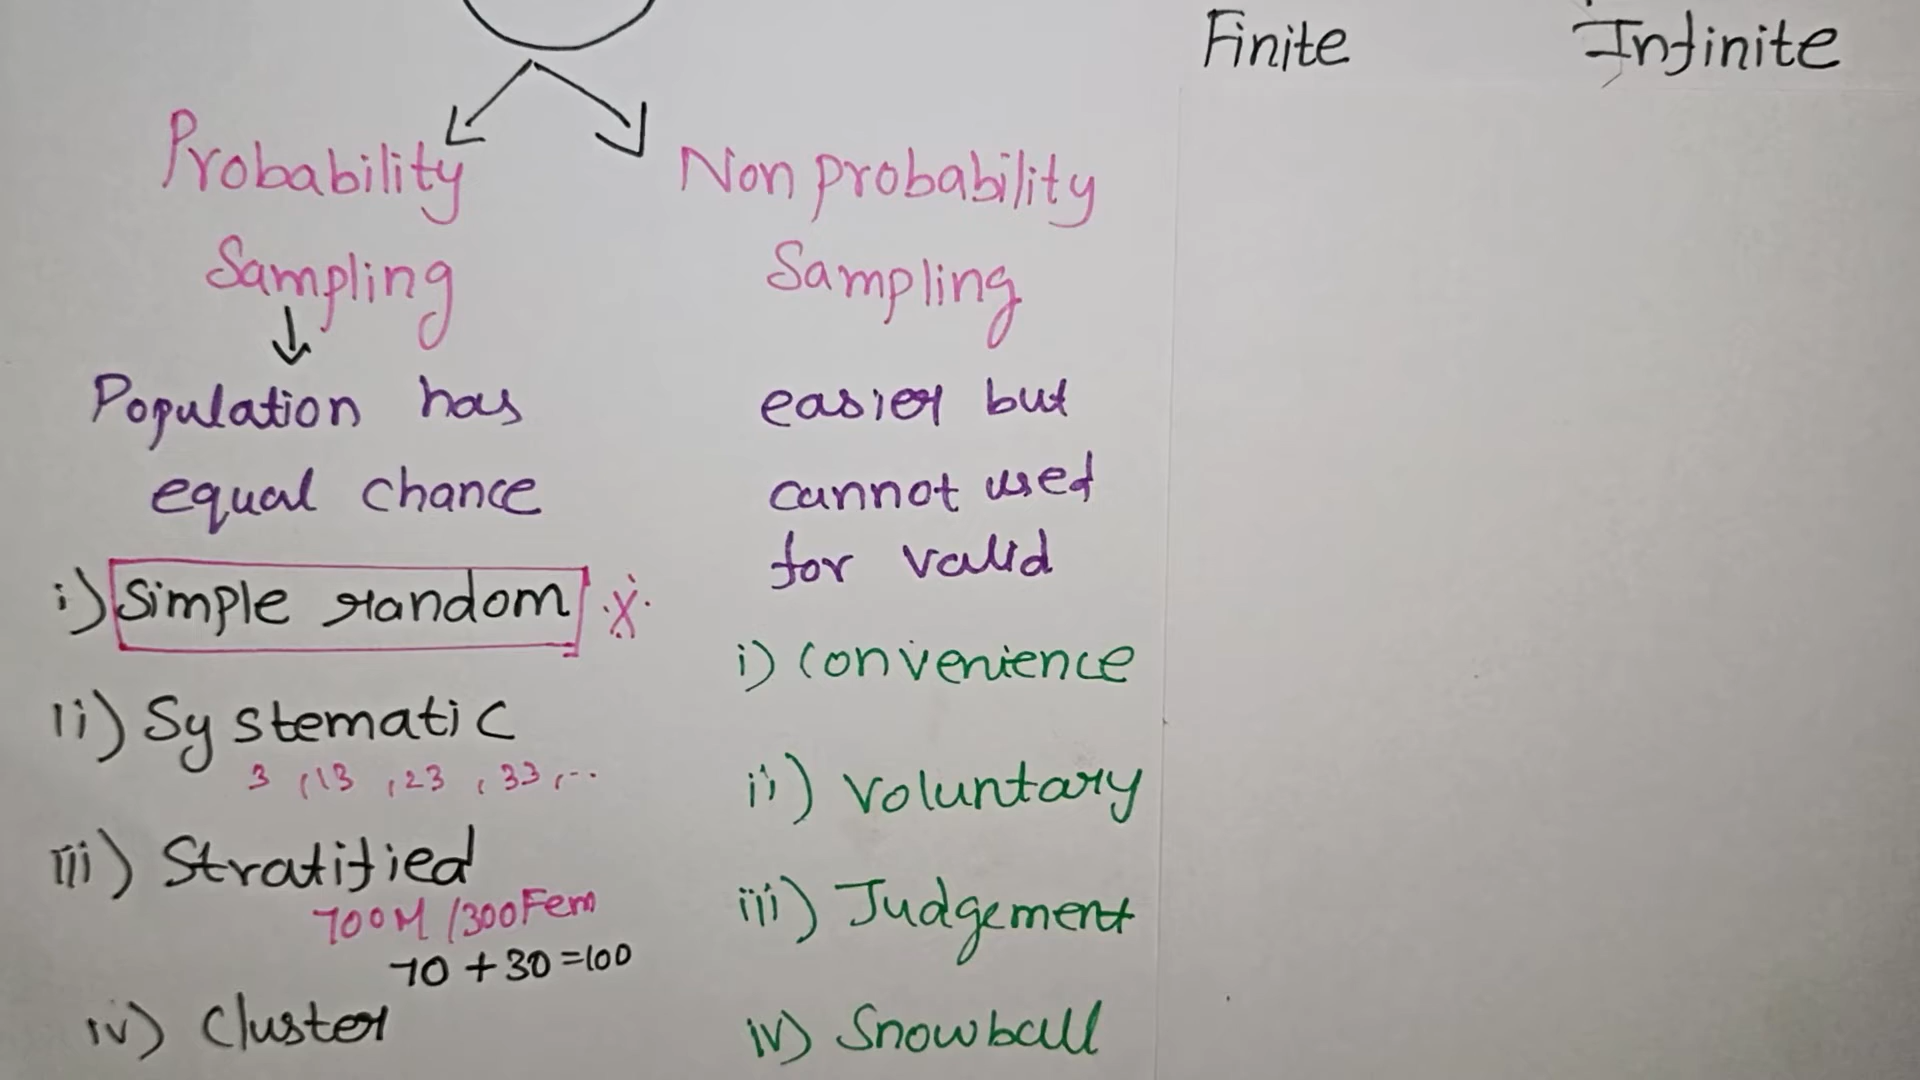 Finite
Infinite
Probability
Sampling
Population has
equal chance
i) Simple random
ii) Systematic
3, 13, 23, 33, ...
iii) Stratified
700M / 300 Fem
70 + 30 = 100
iv) Cluster
Non probability
Sampling
easier but
cannot used
for valid
i) Convenience
ii) Voluntary
iii) Judgement
iv) Snowball